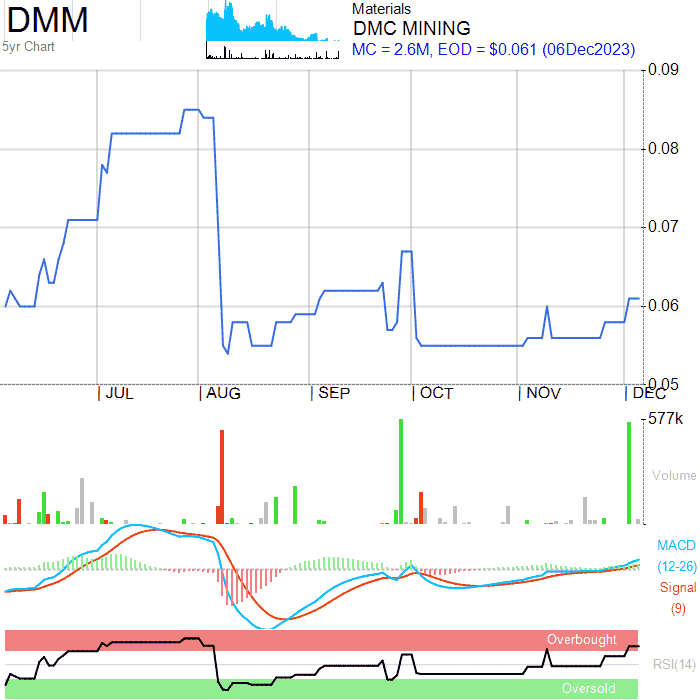 DMM
5yr Chart
Materials
DMC MINING
MC = 2.6M, EOD = $0.061 (06Dec2023)
0.09
0.08
0.07
0.06
0.05
JUL
AUG
SEP
OCT
NOV
DEC
577k
Volume
MACD
(12-26)
Signal
(9)
Overbought
RSI(14)
Oversold